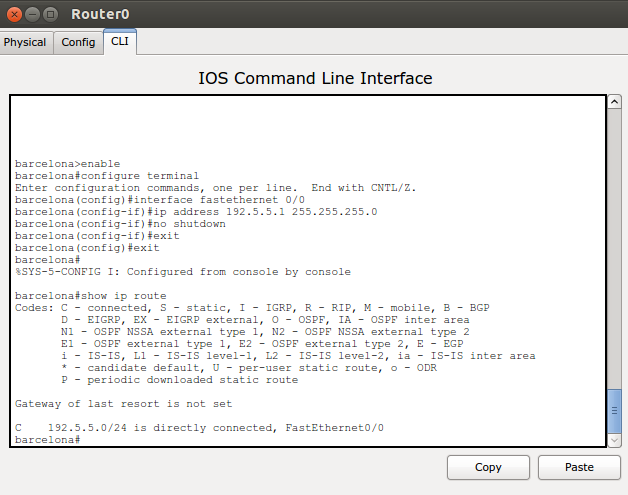 Router0
Physical Config CLI
IOS Command Line Interface
barcelona>enable
barcelona#configure terminal
Enter configuration commands, one per line.  End with CNTL/Z.
barcelona(config)#interface fastethernet 0/0
barcelona(config-if)#ip address 192.5.5.1 255.255.255.0
barcelona(config-if)#no shutdown
barcelona(config-if)#exit
barcelona(config)#exit
barcelona#
%SYS-5-CONFIG I: Configured from console by console
barcelona#show ip route
Codes: C - connected, S - static, I - IGRP, R - RIP, M - mobile, B - BGP
       D - EIGRP, EX - EIGRP external, O - OSPF, IA - OSPF inter area
       N1 - OSPF NSSA external type 1, N2 - OSPF NSSA external type 2
       E1 - OSPF external type 1, E2 - OSPF external type 2, E - EGP
       i - IS-IS, L1 - IS-IS level-1, L2 - IS-IS level-2, ia - IS-IS inter area
       * - candidate default, U - per-user static route, o - ODR
       P - periodic downloaded static route
Gateway of last resort is not set
C    192.5.5.0/24 is directly connected, FastEthernet0/0
barcelona#
Copy Paste